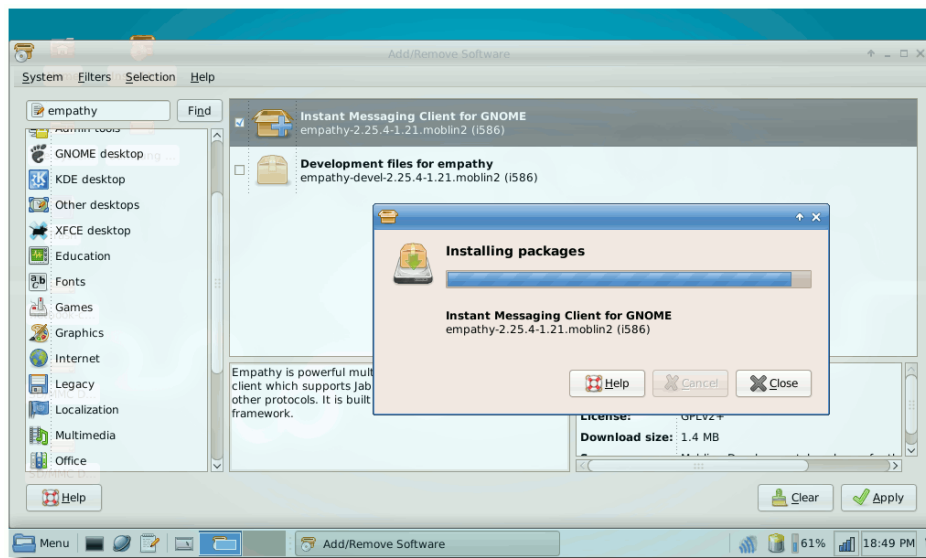 Add/Remove Software
System Filters Selection Help
empathy
Find
Admin tools
GNOME desktop
KDE desktop
Other desktops
XFCE desktop
Education
Fonts
Games
Graphics
Internet
Legacy
Localization
Multimedia
Office
Instant Messaging Client for GNOME
empathy-2.25.4-1.21.moblin2 (i586)
Development files for empathy
empathy-devel-2.25.4-1.21.moblin2 (i586)
Installing packages
Instant Messaging Client for GNOME
empathy-2.25.4-1.21.moblin2 (i586)
Help Cancel Close
Empathy is powerful mult
client which supports Jab
other protocols. It is built
framework.
License: GPLv2+
Download size: 1.4 MB
Help
Clear Apply
Menu
Add/Remove Software
61%
18:49 PM